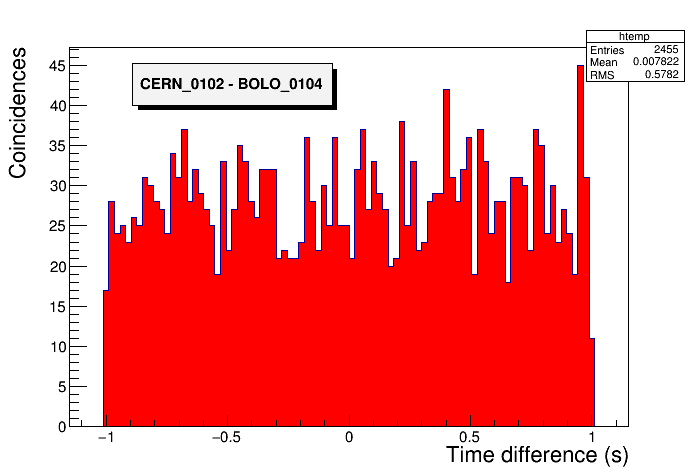 htemp
Entries 2455
Mean 0.007822
RMS 0.5782
CERN_0102 - BOLO_0104
Coincidences
45
40
35
30
25
20
15
10
5
0
−1 −0.5 0 0.5 1
Time difference (s)